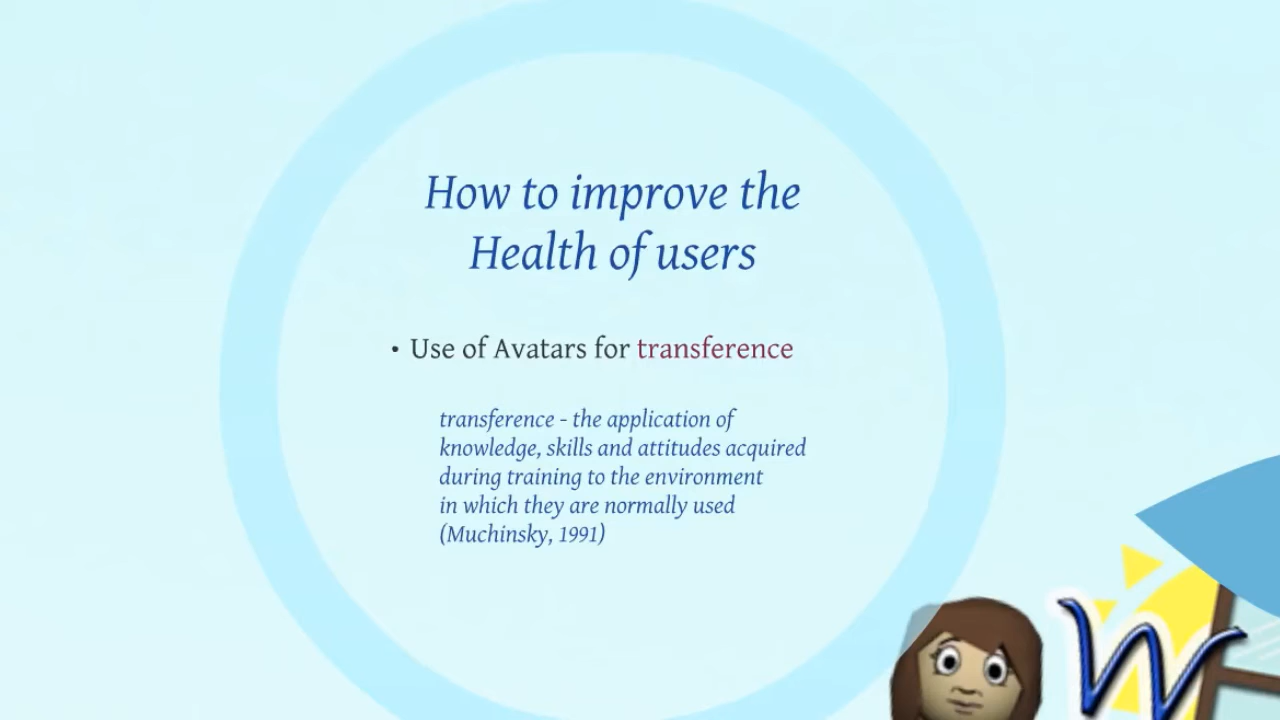 How to improve the
Health of users
• Use of Avatars for transference
transference - the application of
knowledge, skills and attitudes acquired
during training to the environment
in which they are normally used
(Muchinsky, 1991)
W